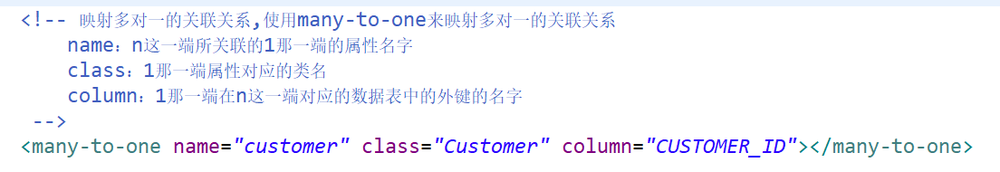 <!-- 映射多对一的关联关系,使用many-to-one来映射多对一的关联关系
name：n这一端所关联的1那一端的属性名字
class：1那一端属性对应的类名
column：1那一端在n这一端对应的数据表中的外键的名字
-->
<many-to-one name="customer" class="Customer" column="CUSTOMER_ID"></many-to-one>